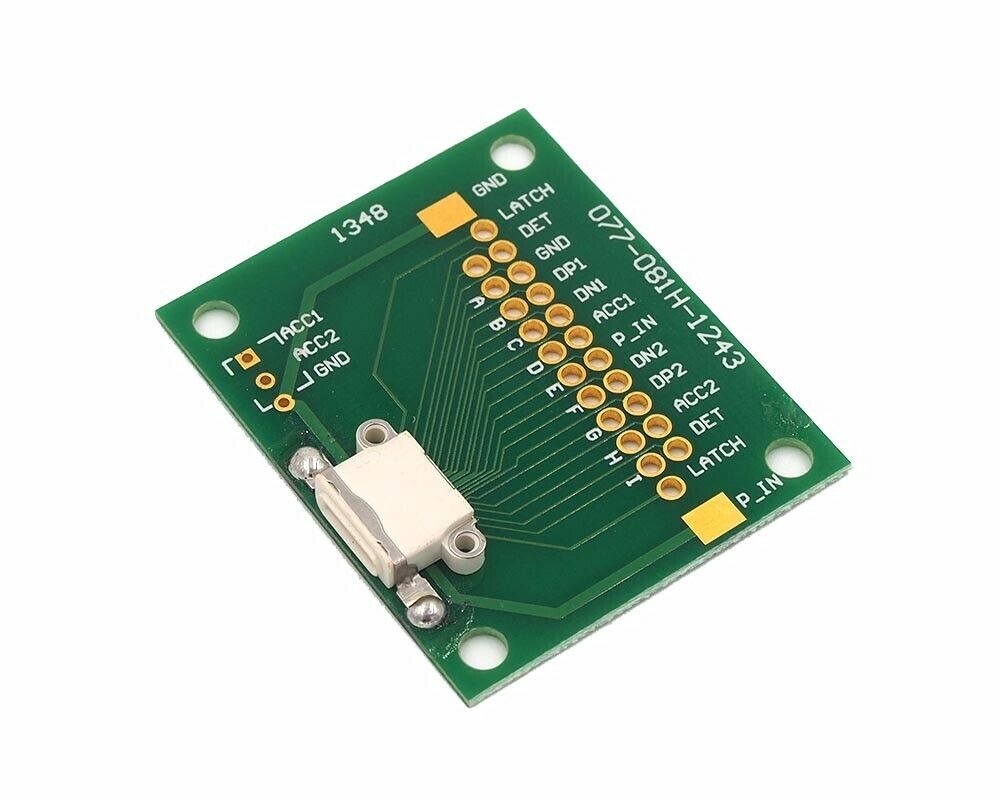 1348
GND
LATCH
DET
GND
DP1
DN1
ACC1
P_IN
DN2
DP2
ACC2
DET
LATCH
P_IN
077-081H-1243
A
B
C
D
E
F
G
H
I
ACC1
ACC2
GND